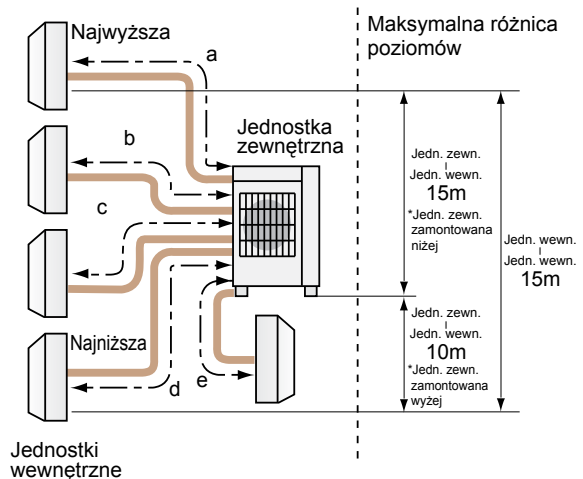 Maksymalna różnica
poziomów
Najwyższa
a
Jednostka
zewnętrzna
b
c
Najniższa
d
e
Jednostki
wewnętrzne
Jedn. zewn.
Jedn. wewn.
15m
*Jedn. zewn.
zamontowana
niżej
Jedn. wewn.
Jedn. wewn.
15m
Jedn. zewn.
Jedn. wewn.
10m
*Jedn. zewn.
zamontowana
wyżej